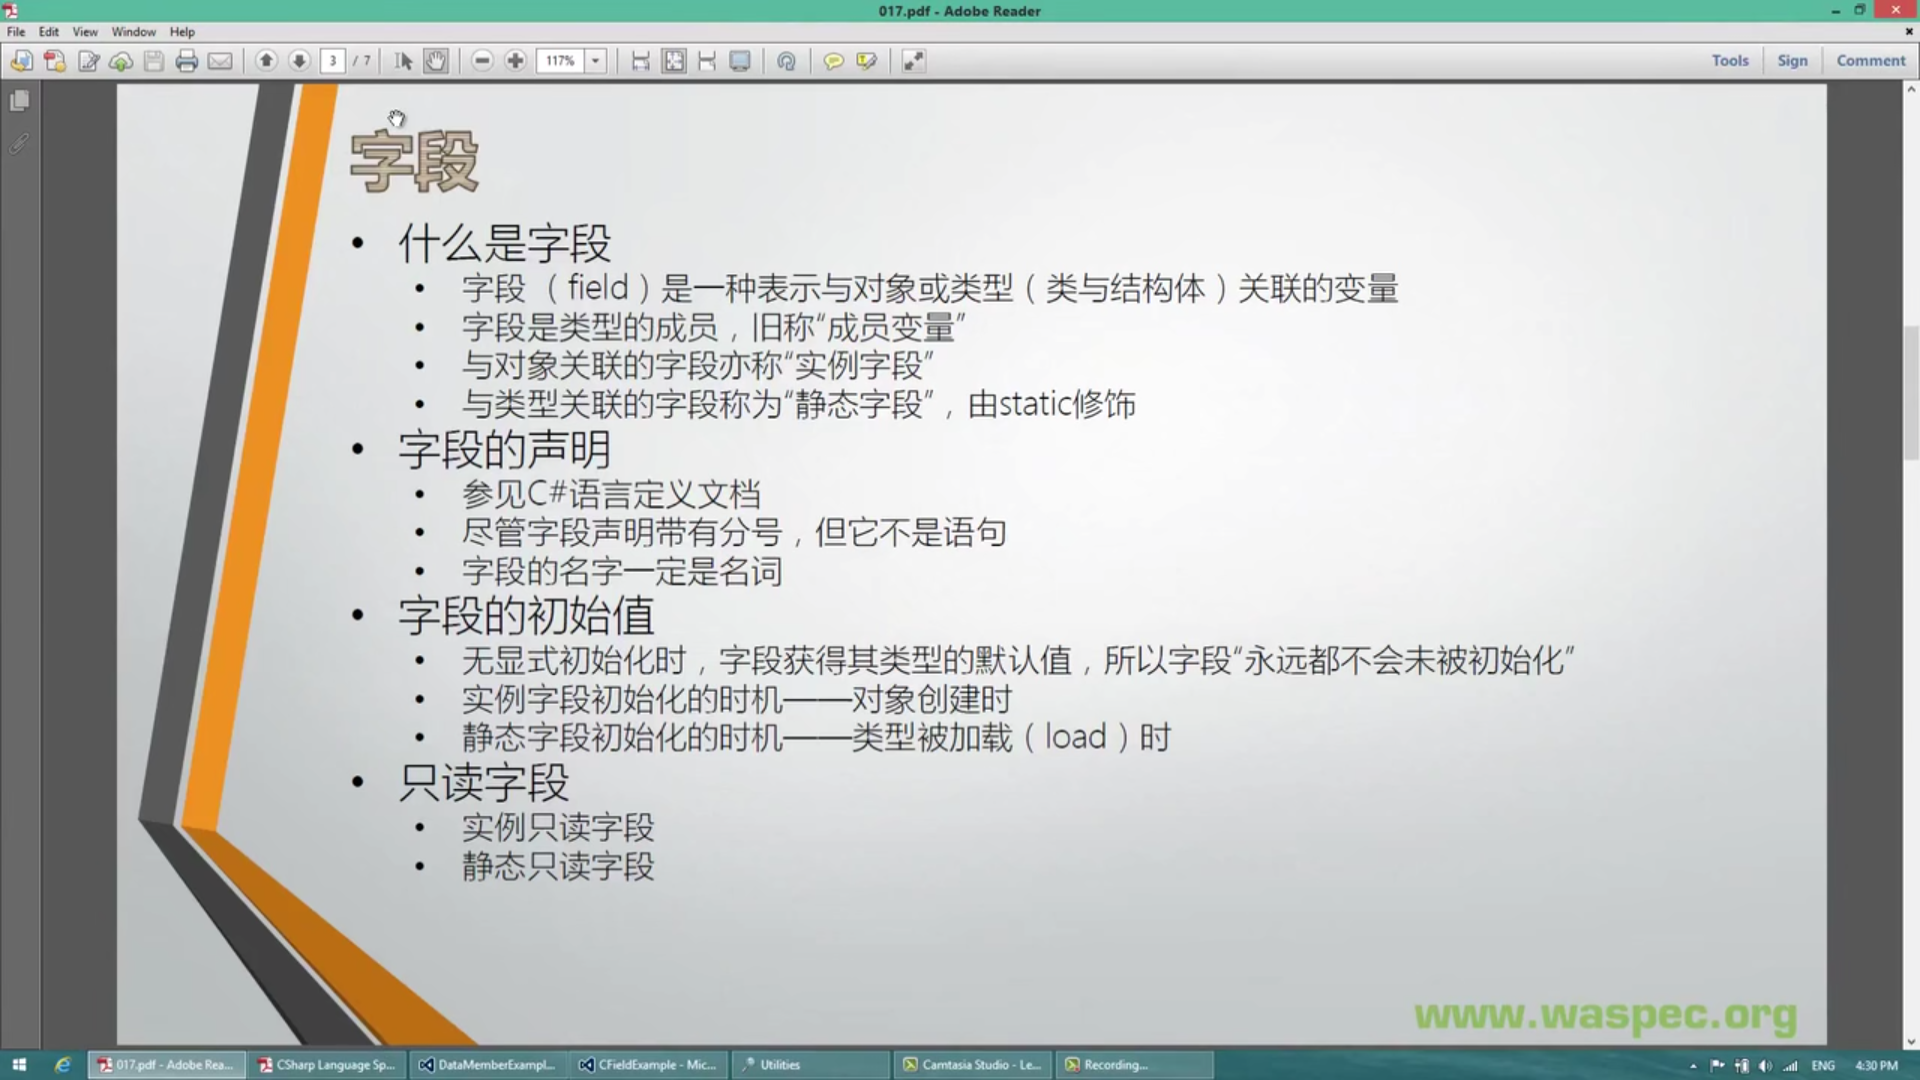 017.pdf - Adobe Reader
File Edit View Window Help
3 / 7 117% Tools Sign Comment
字段
• 什么是字段
• 字段 （field）是一种表示与对象或类型（类与结构体）关联的变量
• 字段是类型的成员，旧称“成员变量”
• 与对象关联的字段亦称“实例字段”
• 与类型关联的字段称为“静态字段”，由static修饰
• 字段的声明
• 参见C#语言定义文档
• 尽管字段声明带有分号，但它不是语句
• 字段的名字一定是名词
• 字段的初始值
• 无显式初始化时，字段获得其类型的默认值，所以字段“永远都不会未被初始化”
• 实例字段初始化的时机——对象创建时
• 静态字段初始化的时机——类型被加载（load）时
• 只读字段
• 实例只读字段
• 静态只读字段
www.waspec.org
017.pdf - Adobe Rea... CSharp Language Sp... DataMemberExampl... CFieldExample - Mic... Utilities Camtasia Studio - Le... Recording... ENG 4:30 PM